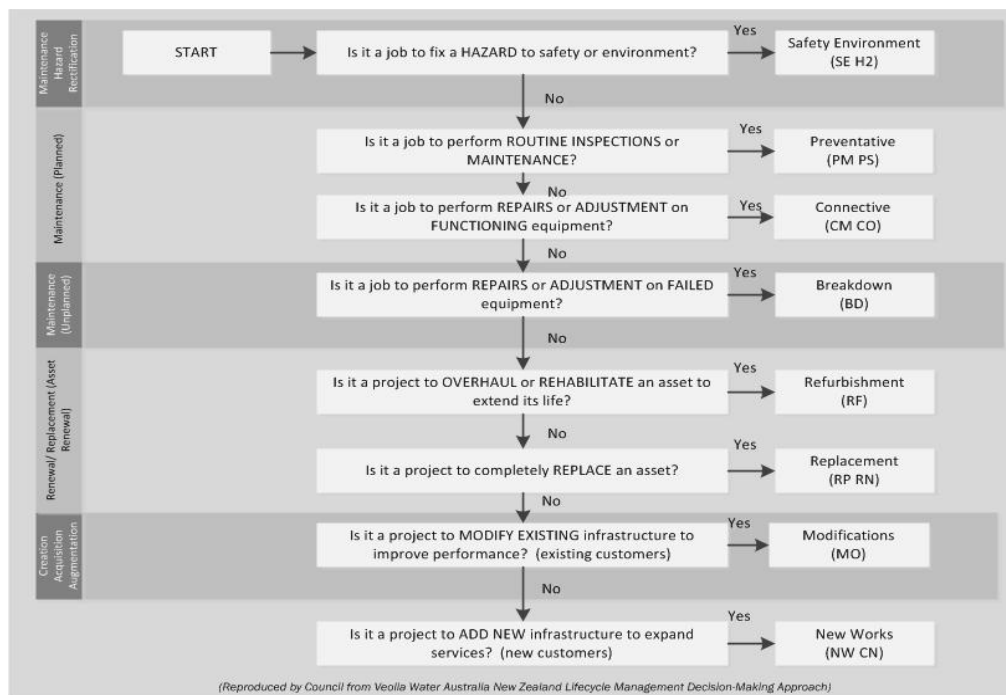 Maintenance
Hazard
Rectification
START
Is it a job to fix a HAZARD to safety or environment?
Yes
Safety Environment
(SE H2)
No
Maintenance (Planned)
Is it a job to perform ROUTINE INSPECTIONS or
MAINTENANCE?
Yes
Preventative
(PM PS)
No
Is it a job to perform REPAIRS or ADJUSTMENT on
FUNCTIONING equipment?
Yes
Connective
(CM CO)
No
Maintenance
(Unplanned)
Is it a job to perform REPAIRS or ADJUSTMENT on FAILED
equipment?
Yes
Breakdown
(BD)
No
Renewal/ Replacement (Asset
Renewal)
Is it a project to OVERHAUL or REHABILITATE an asset to
extend its life?
Yes
Refurbishment
(RF)
No
Is it a project to completely REPLACE an asset?
Yes
Replacement
(RP RN)
No
Creation
Acquisition
Augmentation
Is it a project to MODIFY EXISTING infrastructure to
improve performance? (existing customers)
Yes
Modifications
(MO)
No
Is it a project to ADD NEW infrastructure to expand
services? (new customers)
Yes
New Works
(NW CN)
(Reproduced by Council from Veolla Water Australia New Zealand Lifecycle Management Decision-Making Approach)